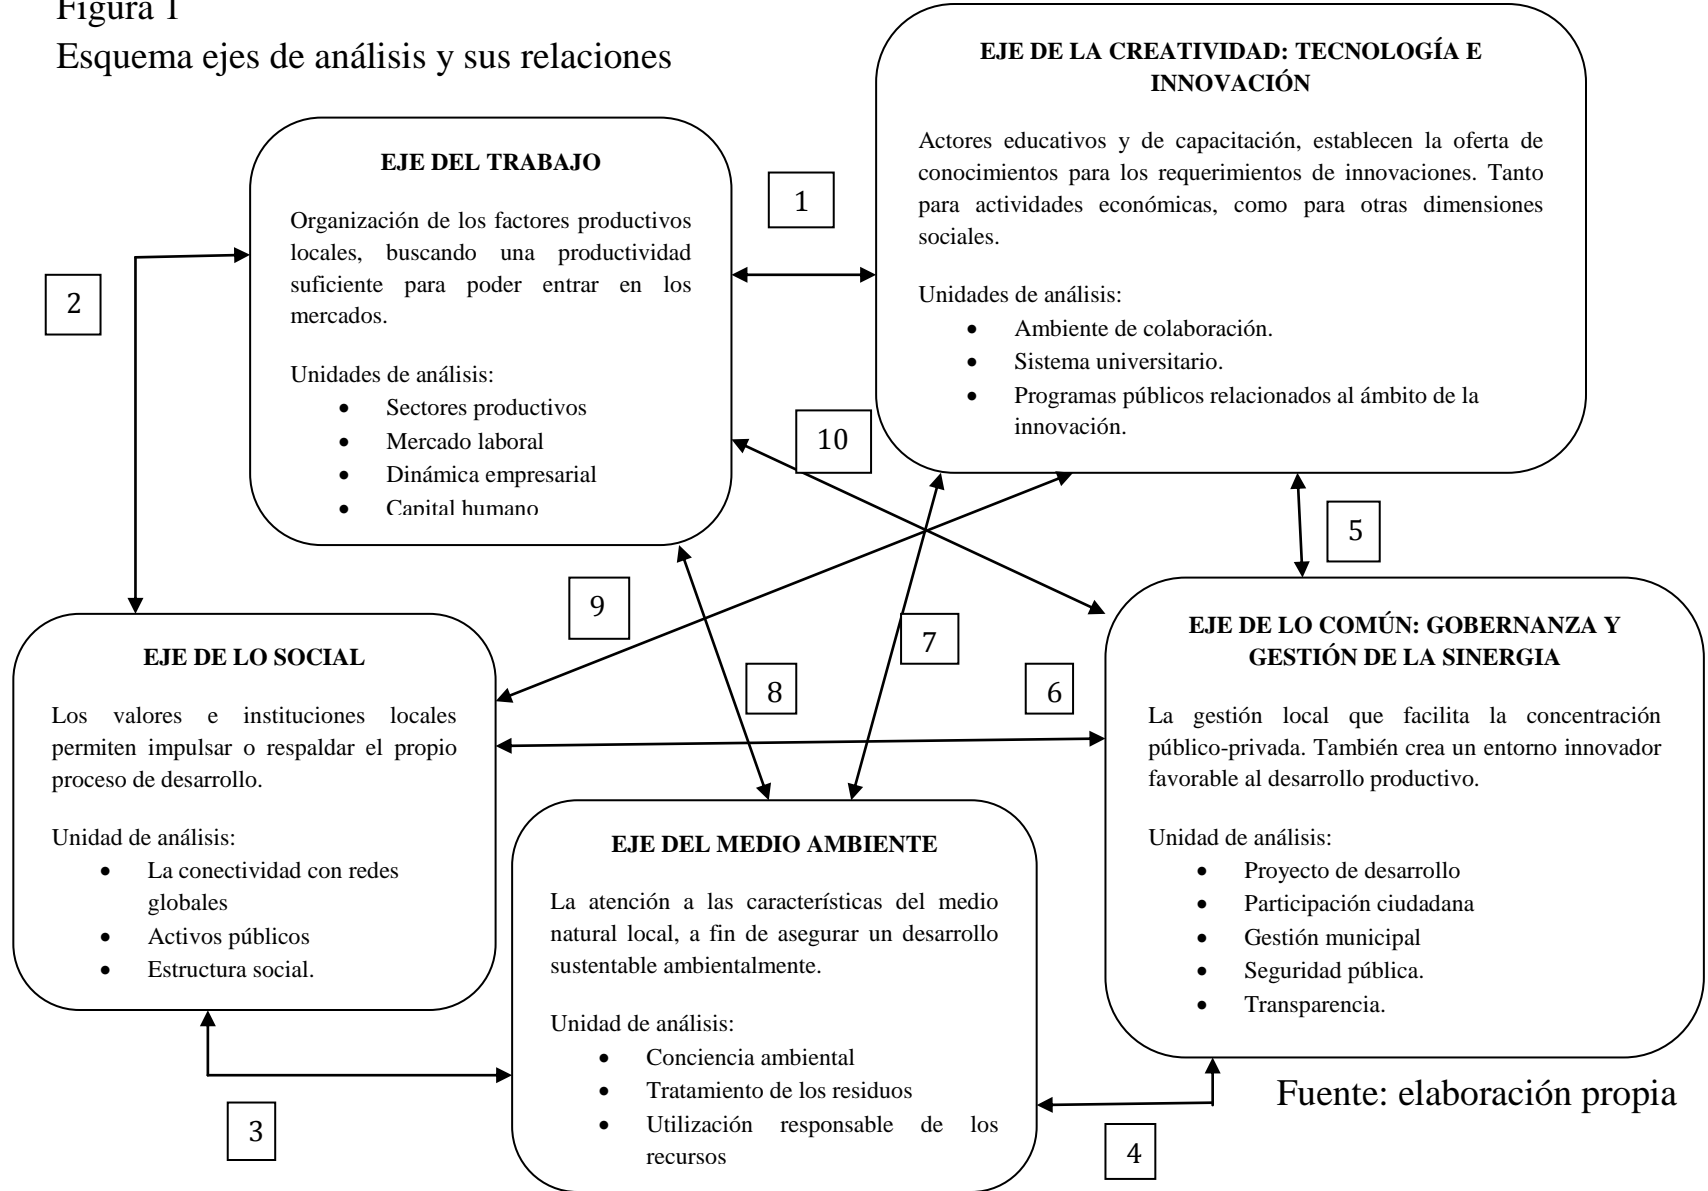 Figura 1
Esquema ejes de análisis y sus relaciones
EJE DE LA CREATIVIDAD: TECNOLOGÍA E
INNOVACIÓN
Actores educativos y de capacitación, establecen la oferta de
conocimientos para los requerimientos de innovaciones. Tanto
para actividades económicas, como para otras dimensiones
sociales.
Unidades de análisis:
• Ambiente de colaboración.
• Sistema universitario.
• Programas públicos relacionados al ámbito de la
innovación.
EJE DEL TRABAJO
Organización de los factores productivos
locales, buscando una productividad
suficiente para poder entrar en los
mercados.
Unidades de análisis:
• Sectores productivos
• Mercado laboral
• Dinámica empresarial
• Capital humano
1
2
10
5
9
7
8
6
EJE DE LO SOCIAL
Los valores e instituciones locales
permiten impulsar o respaldar el propio
proceso de desarrollo.
Unidad de análisis:
• La conectividad con redes
globales
• Activos públicos
• Estructura social.
EJE DEL MEDIO AMBIENTE
La atención a las características del medio
natural local, a fin de asegurar un desarrollo
sustentable ambientalmente.
Unidad de análisis:
• Conciencia ambiental
• Tratamiento de los residuos
• Utilización responsable de los
recursos
EJE DE LO COMÚN: GOBERNANZA Y
GESTIÓN DE LA SINERGIA
La gestión local que facilita la concentración
público-privada. También crea un entorno innovador
favorable al desarrollo productivo.
Unidad de análisis:
• Proyecto de desarrollo
• Participación ciudadana
• Gestión municipal
• Seguridad pública.
• Transparencia.
3
4
Fuente: elaboración propia